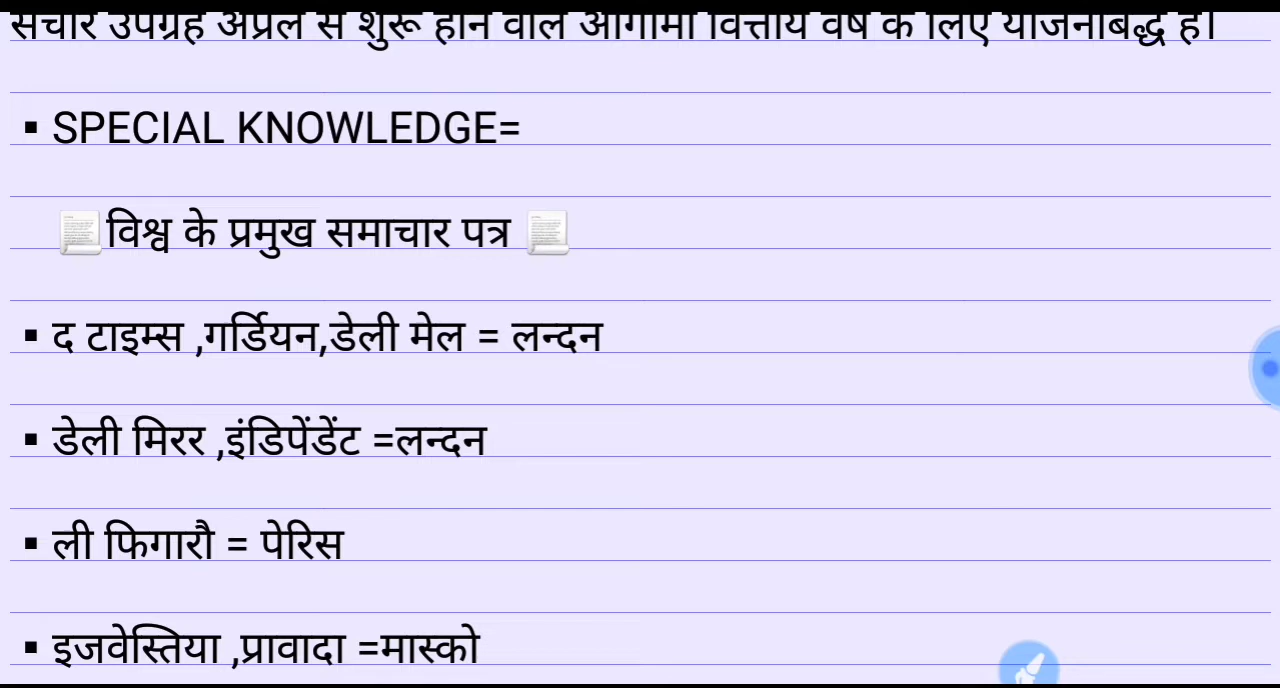 संचार उपग्रह अप्रैल से शुरू होने वाले आगामी वित्तीय वर्ष के लिए योजनाबद्ध है।
▪ SPECIAL KNOWLEDGE=
📜विश्व के प्रमुख समाचार पत्र 📜
▪ द टाइम्स ,गर्डियन,डेली मेल = लन्दन
▪ डेली मिरर ,इंडिपेंडेंट =लन्दन
▪ ली फिगारौ = पेरिस
▪ इजवेस्तिया ,प्रावादा =मास्को